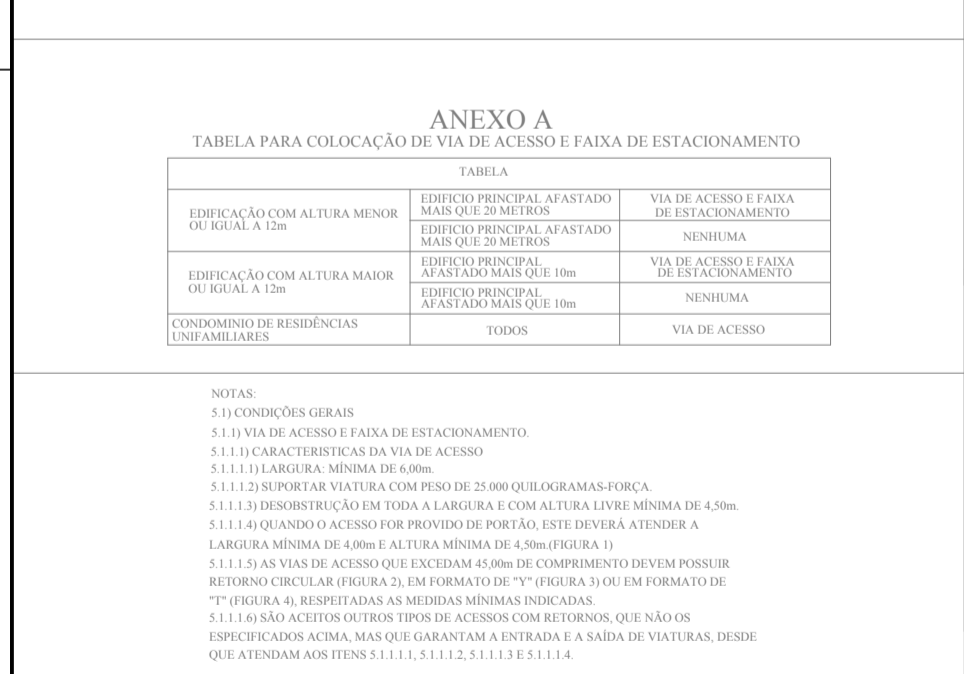 ANEXO A
TABELA PARA COLOCAÇÃO DE VIA DE ACESSO E FAIXA DE ESTACIONAMENTO
TABELA
EDIFICAÇÃO COM ALTURA MENOR
OU IGUAL A 12m
EDIFICIO PRINCIPAL AFASTADO
MAIS QUE 20 METROS
VIA DE ACESSO E FAIXA
DE ESTACIONAMENTO
EDIFICIO PRINCIPAL AFASTADO
MAIS QUE 20 METROS
NENHUMA
EDIFICAÇÃO COM ALTURA MAIOR
OU IGUAL A 12m
EDIFICIO PRINCIPAL
AFASTADO MAIS QUE 10m
VIA DE ACESSO E FAIXA
DE ESTACIONAMENTO
EDIFICIO PRINCIPAL
AFASTADO MAIS QUE 10m
NENHUMA
CONDOMINIO DE RESIDÊNCIAS
UNIFAMILIARES
TODOS
VIA DE ACESSO
NOTAS:
5.1) CONDIÇÕES GERAIS
5.1.1) VIA DE ACESSO E FAIXA DE ESTACIONAMENTO.
5.1.1.1) CARACTERISTICAS DA VIA DE ACESSO
5.1.1.1.1) LARGURA: MÍNIMA DE 6,00m.
5.1.1.1.2) SUPORTAR VIATURA COM PESO DE 25.000 QUILOGRAMAS-FORÇA.
5.1.1.1.3) DESOBSTRUÇÃO EM TODA A LARGURA E COM ALTURA LIVRE MÍNIMA DE 4,50m.
5.1.1.1.4) QUANDO O ACESSO FOR PROVIDO DE PORTÃO, ESTE DEVERÁ ATENDER A
LARGURA MÍNIMA DE 4,00m E ALTURA MÍNIMA DE 4,50m.(FIGURA 1)
5.1.1.1.5) AS VIAS DE ACESSO QUE EXCEDAM 45,00m DE COMPRIMENTO DEVEM POSSUIR
RETORNO CIRCULAR (FIGURA 2), EM FORMATO DE "Y" (FIGURA 3) OU EM FORMATO DE
"T" (FIGURA 4), RESPEITADAS AS MEDIDAS MÍNIMAS INDICADAS.
5.1.1.1.6) SÃO ACEITOS OUTROS TIPOS DE ACESSOS COM RETORNOS, QUE NÃO OS
ESPECIFICADOS ACIMA, MAS QUE GARANTAM A ENTRADA E A SAÍDA DE VIATURAS, DESDE
QUE ATENDAM AOS ITENS 5.1.1.1.1, 5.1.1.1.2, 5.1.1.1.3 E 5.1.1.1.4.